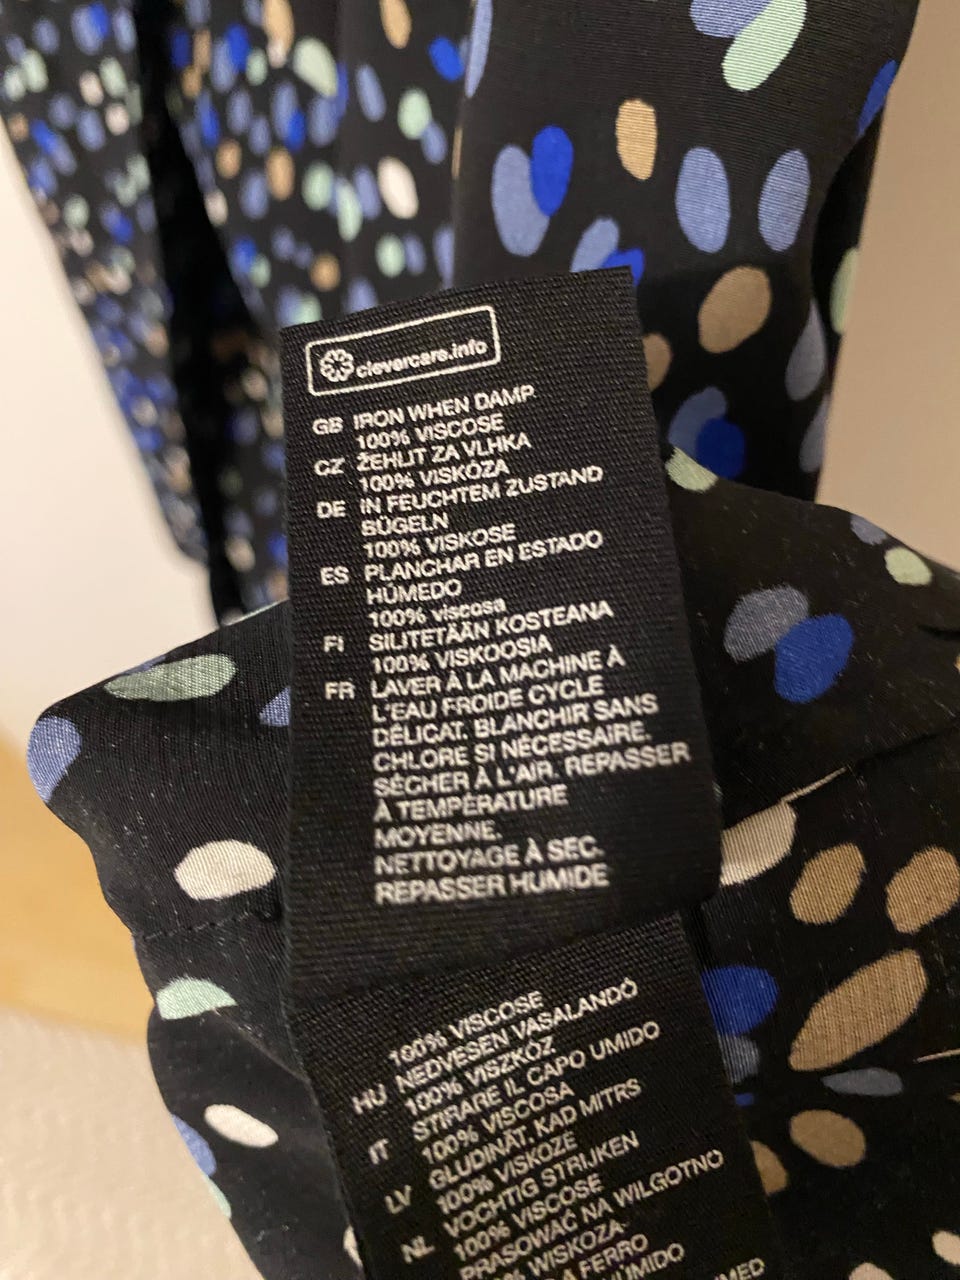 clevercare.info
GB IRON WHEN DAMP
100% VISCOSE
CZ ŽEHLIT ZA VLHKA
100% VISKÓZA
DE IN FEUCHTEM ZUSTAND
BÜGELN
100% VISKOSE
ES PLANCHAR EN ESTADO
HÚMEDO
100% viscosa
FI SILITETÄÄN KOSTEANA
100% VISKOOSIA
FR LAVER À LA MACHINE À
L'EAU FROIDE CYCLE
DÉLICAT. BLANCHIR SANS
CHLORE SI NÉCESSAIRE.
SÉCHER À L'AIR. REPASSER
À TEMPÉRATURE
MOYENNE.
NETTOYAGE À SEC.
REPASSER HUMIDE
100% VISCOSE
HU NEDVESEN VASALANDÓ
100% VISZKÓZ
IT STIRARE IL CAPO UMIDO
100% VISCOSA
LV GLUDINĀT, KAD MITRS
100% VISKOZE
NL VOCHTIG STRIJKEN
100% VISCOSE
PRASOWAĆ NA WILGOTNO
WISKOZA
FERRO
HÚMIDO